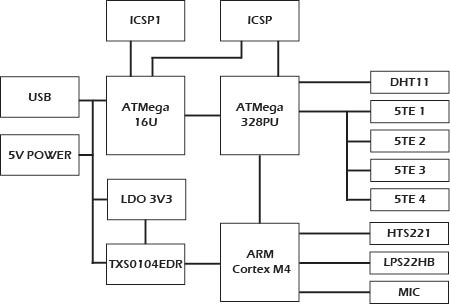 ICSP1
ICSP
USB
ATMega
16U
ATMega
328PU
DHT11
5TE 1
5TE 2
5TE 3
5TE 4
5V POWER
LDO 3V3
TXS0104EDR
ARM
Cortex M4
HTS221
LPS22HB
MIC